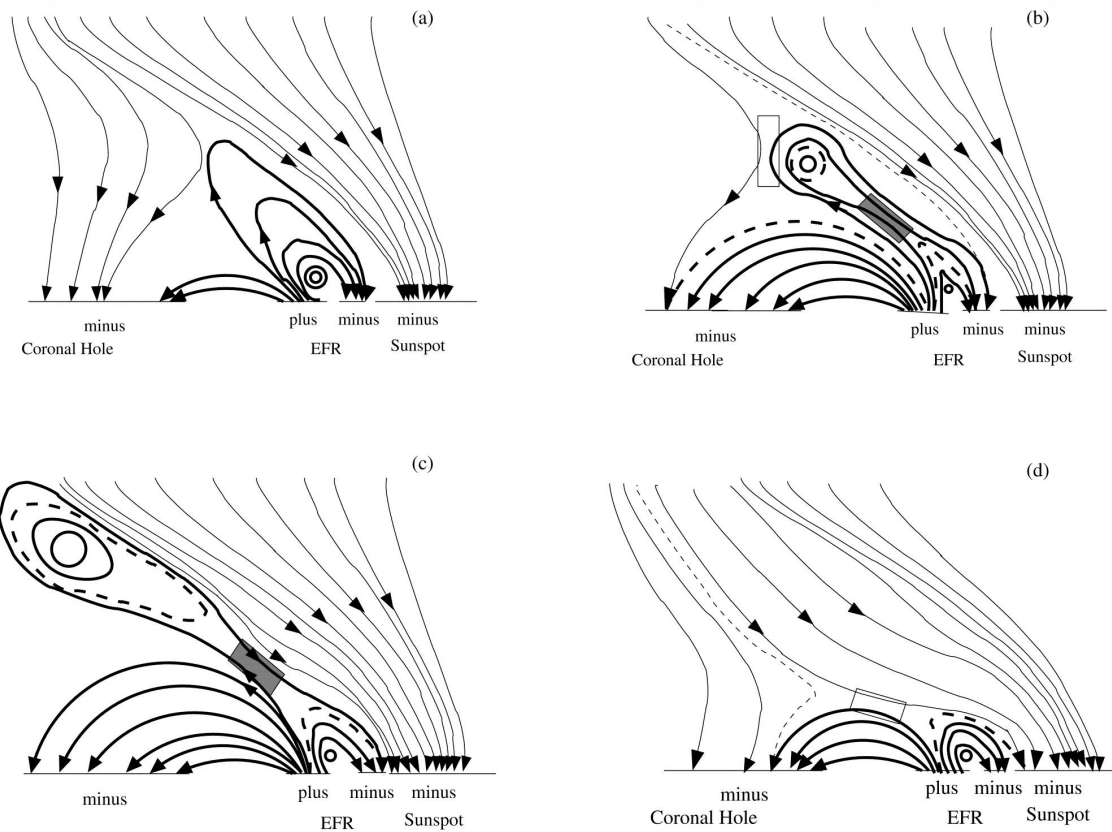 (a)
minus
plus
minus
minus
Coronal Hole
EFR
Sunspot
(b)
minus
plus
minus
minus
Coronal Hole
EFR
Sunspot
(c)
minus
plus
minus
minus
EFR
Sunspot
(d)
minus
plus
minus
minus
Coronal Hole
EFR
Sunspot